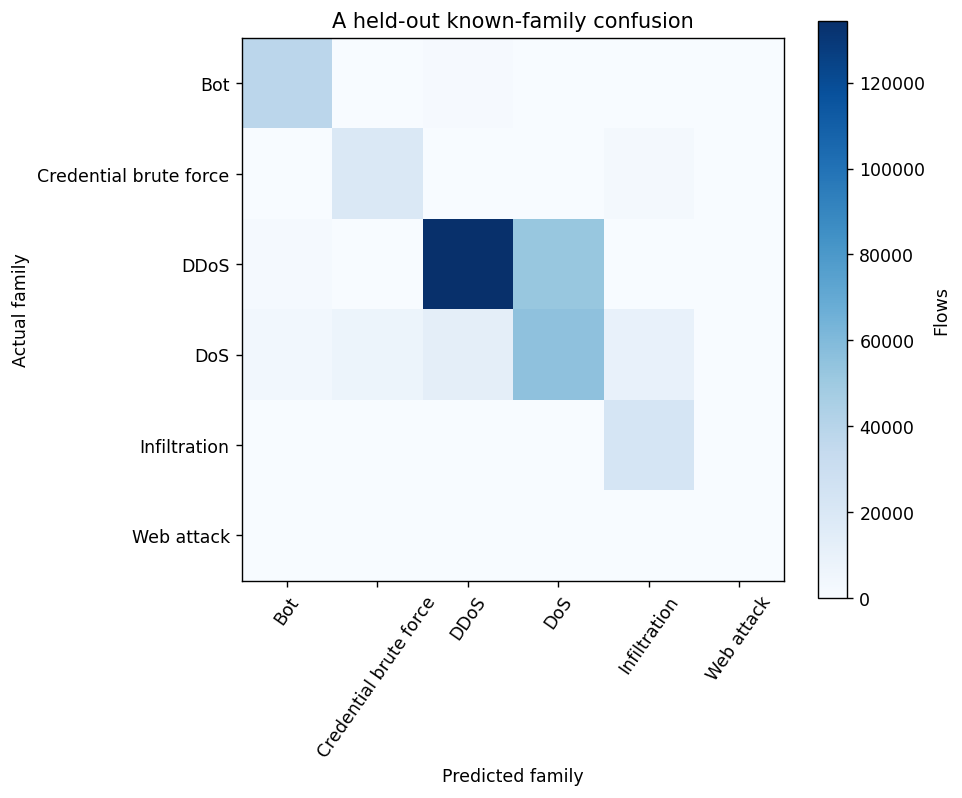 A held-out known-family confusion
Bot
Credential brute force
DDoS
DoS
Infiltration
Web attack
Actual family
Bot
Credential brute force
DDoS
DoS
Infiltration
Web attack
Predicted family
120000
100000
80000
60000
40000
20000
0
Flows